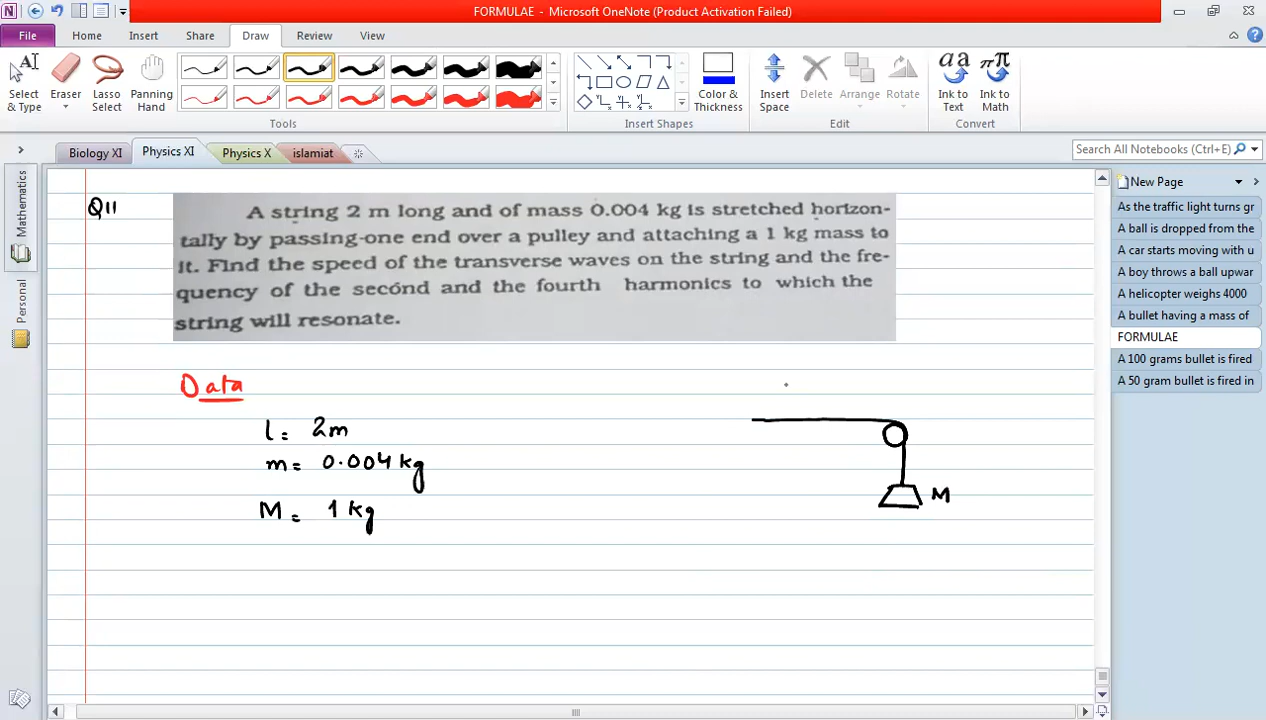 FORMULAE - Microsoft OneNote (Product Activation Failed)
File Home Insert Share Draw Review View
Select & Type
Eraser
Lasso Select
Panning Hand
Color & Thickness
Insert Space
Delete
Arrange
Rotate
Ink to Text
Ink to Math
Tools
Insert Shapes
Edit
Convert
Biology XI Physics XI Physics X islamiat
Search All Notebooks (Ctrl+E)
Mathematics
Personal
Q11
A string 2 m long and of mass 0.004 kg is stretched horizon-
tally by passing-one end over a pulley and attaching a 1 kg mass to
it. Find the speed of the transverse waves on the string and the fre-
quency of the second and the fourth harmonics to which the
string will resonate.
Data
l = 2m
m = 0.004 kg
M = 1 kg
M
New Page
As the traffic light turns gr
A ball is dropped from the
A car starts moving with u
A boy throws a ball upwar
A helicopter weighs 4000
A bullet having a mass of
FORMULAE
A 100 grams bullet is fired
A 50 gram bullet is fired in